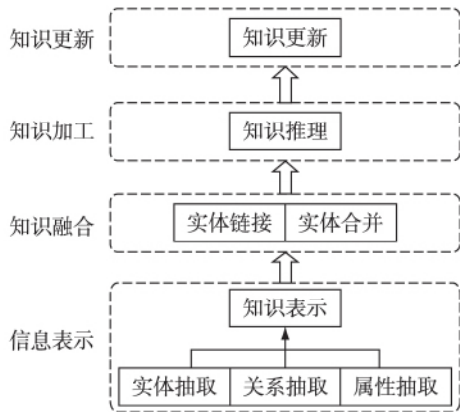 知识更新 知识更新
知识加工 知识推理
知识融合 实体链接 实体合并
知识表示
信息表示
实体抽取 关系抽取 属性抽取